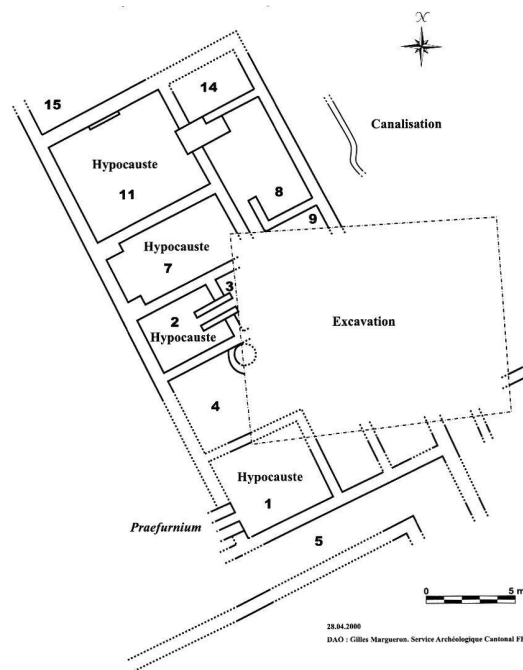 N
15
14
Canalisation
Hypocauste
11
8
9
Hypocauste
7
3
2
Hypocauste
Excavation
4
Hypocauste
1
Praefurnium
5
0 5 m
28.04.2000
DAO : Gilles Margueron. Service Archéologique Cantonal FR